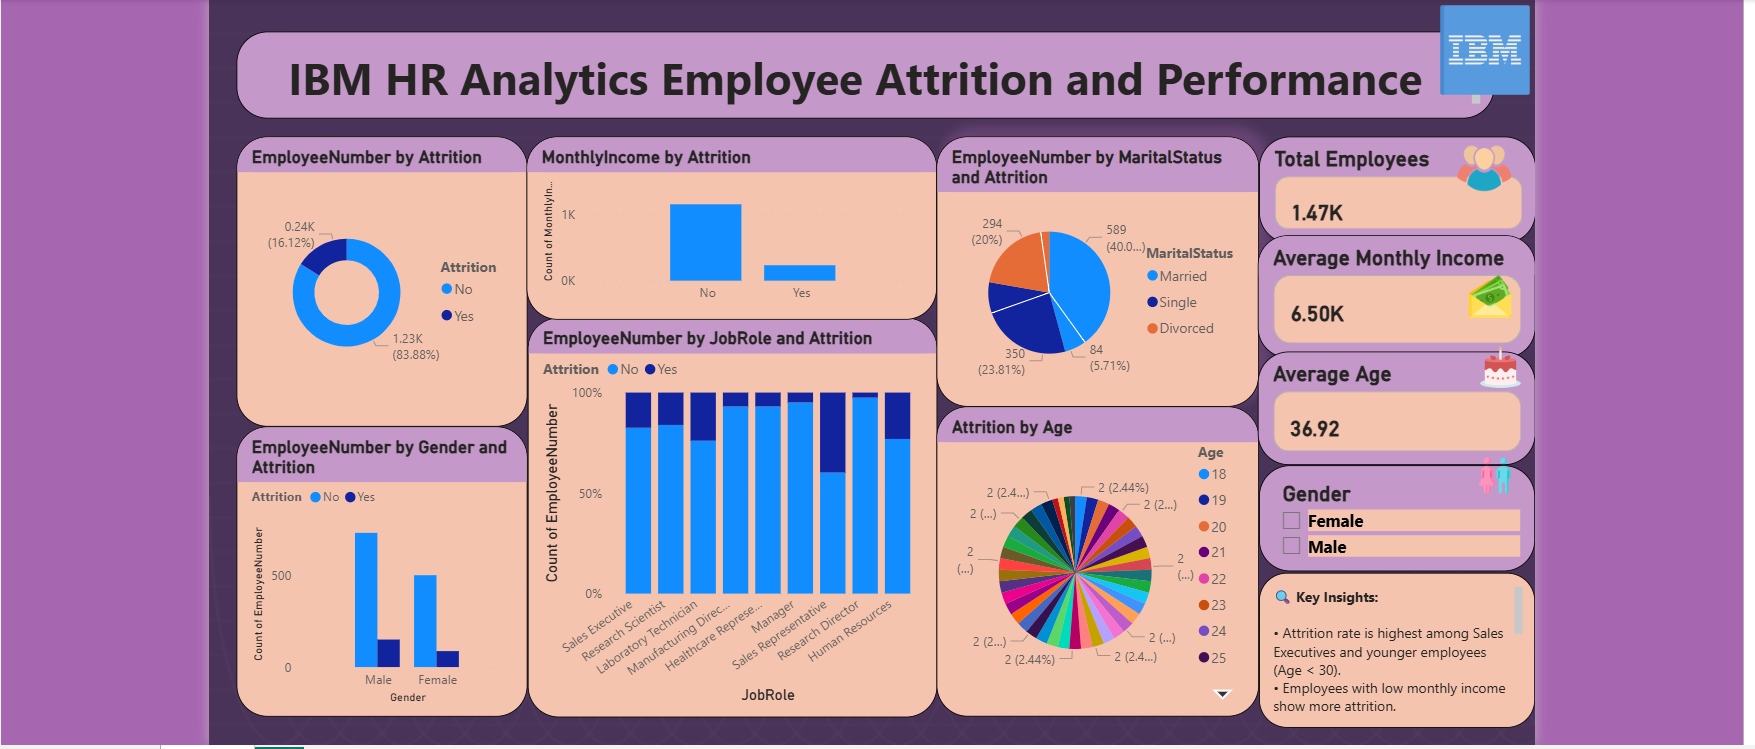 IBM HR Analytics Employee Attrition and Performance
IBM
EmployeeNumber by Attrition
0.24K
(16.12%)
Attrition
No
Yes
1.23K
(83.88%)
MonthlyIncome by Attrition
Count of MonthlyIn...
1K
0K
No
Yes
EmployeeNumber by MaritalStatus
and Attrition
294
(20%)
589
(40.0...)
MaritalStatus
Married
Single
Divorced
350
(23.81%)
84
(5.71%)
Total Employees
1.47K
Average Monthly Income
6.50K
Average Age
36.92
Gender
Female
Male
EmployeeNumber by Gender and
Attrition
Attrition No Yes
Count of EmployeeNumber
500
0
Male
Female
Gender
EmployeeNumber by JobRole and Attrition
Attrition No Yes
Count of EmployeeNumber
100%
50%
0%
Sales Executive
Research Scientist
Laboratory Technician
Manufacturing Direc...
Healthcare Represe...
Manager
Sales Representative
Research Director
Human Resources
JobRole
Attrition by Age
2 (2.4...)
2 (2.44%)
2 (...)
2 (2...)
2
(...)
2
(...)
2 (2...)
2 (...)
2 (2.44%)
2 (2.4...)
Age
18
19
20
21
22
23
24
25
Key Insights:
• Attrition rate is highest among Sales
Executives and younger employees
(Age < 30).
• Employees with low monthly income
show more attrition.